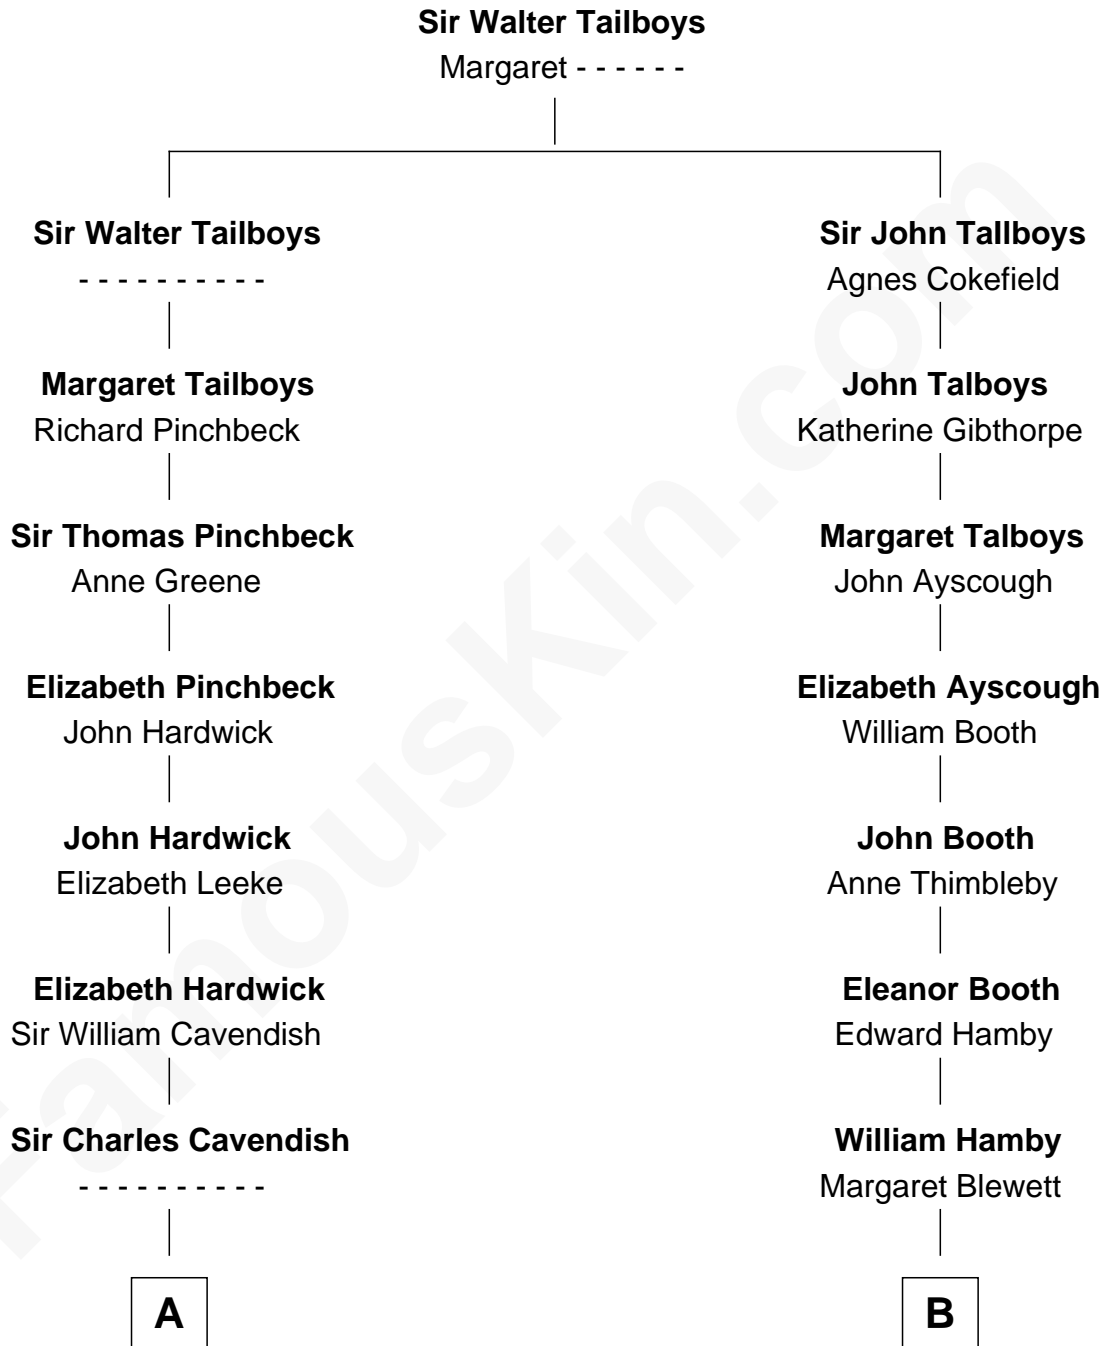 Sir Walter Tailboys
Margaret - - - - - -
Sir Walter Tailboys
- - - - - - - - - -
Sir John Tallboys
Agnes Cokefield
Margaret Tailboys
Richard Pinchbeck
John Talboys
Katherine Gibthorpe
Sir Thomas Pinchbeck
Anne Greene
Margaret Talboys
John Ayscough
Elizabeth Pinchbeck
John Hardwick
Elizabeth Ayscough
William Booth
John Hardwick
Elizabeth Leeke
John Booth
Anne Thimbleby
Elizabeth Hardwick
Sir William Cavendish
Eleanor Booth
Edward Hamby
Sir Charles Cavendish
- - - - - - - - - -
William Hamby
Margaret Blewett
A
B
FamousKin.com